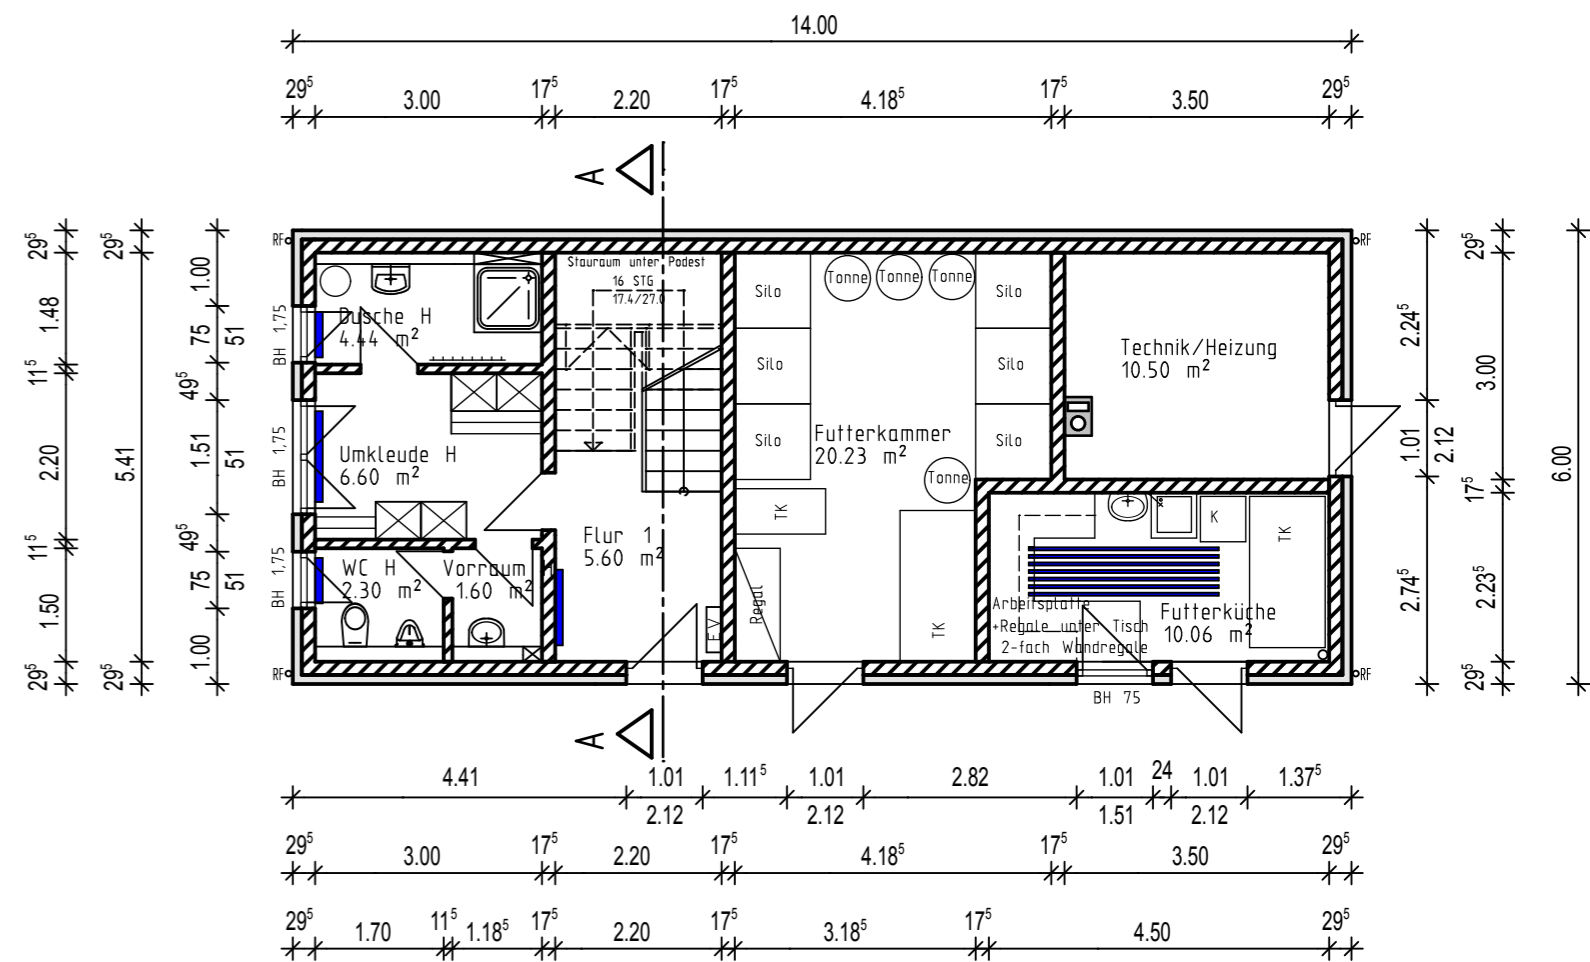 14.00
29⁵ 3.00 17⁵ 2.20 17⁵ 4.18⁵ 17⁵ 3.50 29⁵
A
RF
RF
29⁵ 1.48 11⁵ 2.20 11⁵ 1.50 29⁵
29⁵ 5.41 29⁵
1.00 75 49⁵ 1.51 49⁵ 75 1.00
51 51 51
BH 1,75
BH 1,75
BH 1,75
Dusche H
4.44 m²
Umkleude H
6.60 m²
WC H
2.30 m²
Vorraum H
1.60 m²
Stauraum unter Podest
16 STG
17.4/27.0
Flur 1
5.60 m²
E.V.
Silo
Silo
Silo
Tonne
Tonne
Tonne
Silo
Silo
Silo
Futterkammer
20.23 m²
Tonne
TK
Regal
TK
Technik/Heizung
10.50 m²
K
TK
Arbeitsplatte
+Regale unter Tisch
2-fach Wandregale
Futterküche
10.06 m²
BH 75
RF
RF
2.24⁵ 1.01 2.74⁵
2.12
29⁵ 3.00 17⁵ 2.23⁵ 29⁵
6.00
A
4.41 1.01 1.11⁵ 1.01 2.82 1.01 24 1.01 1.37⁵
2.12 2.12 1.51 2.12
29⁵ 3.00 17⁵ 2.20 17⁵ 4.18⁵ 17⁵ 3.50 29⁵
29⁵ 1.70 11⁵ 1.18⁵ 17⁵ 2.20 17⁵ 3.18⁵ 17⁵ 4.50 29⁵